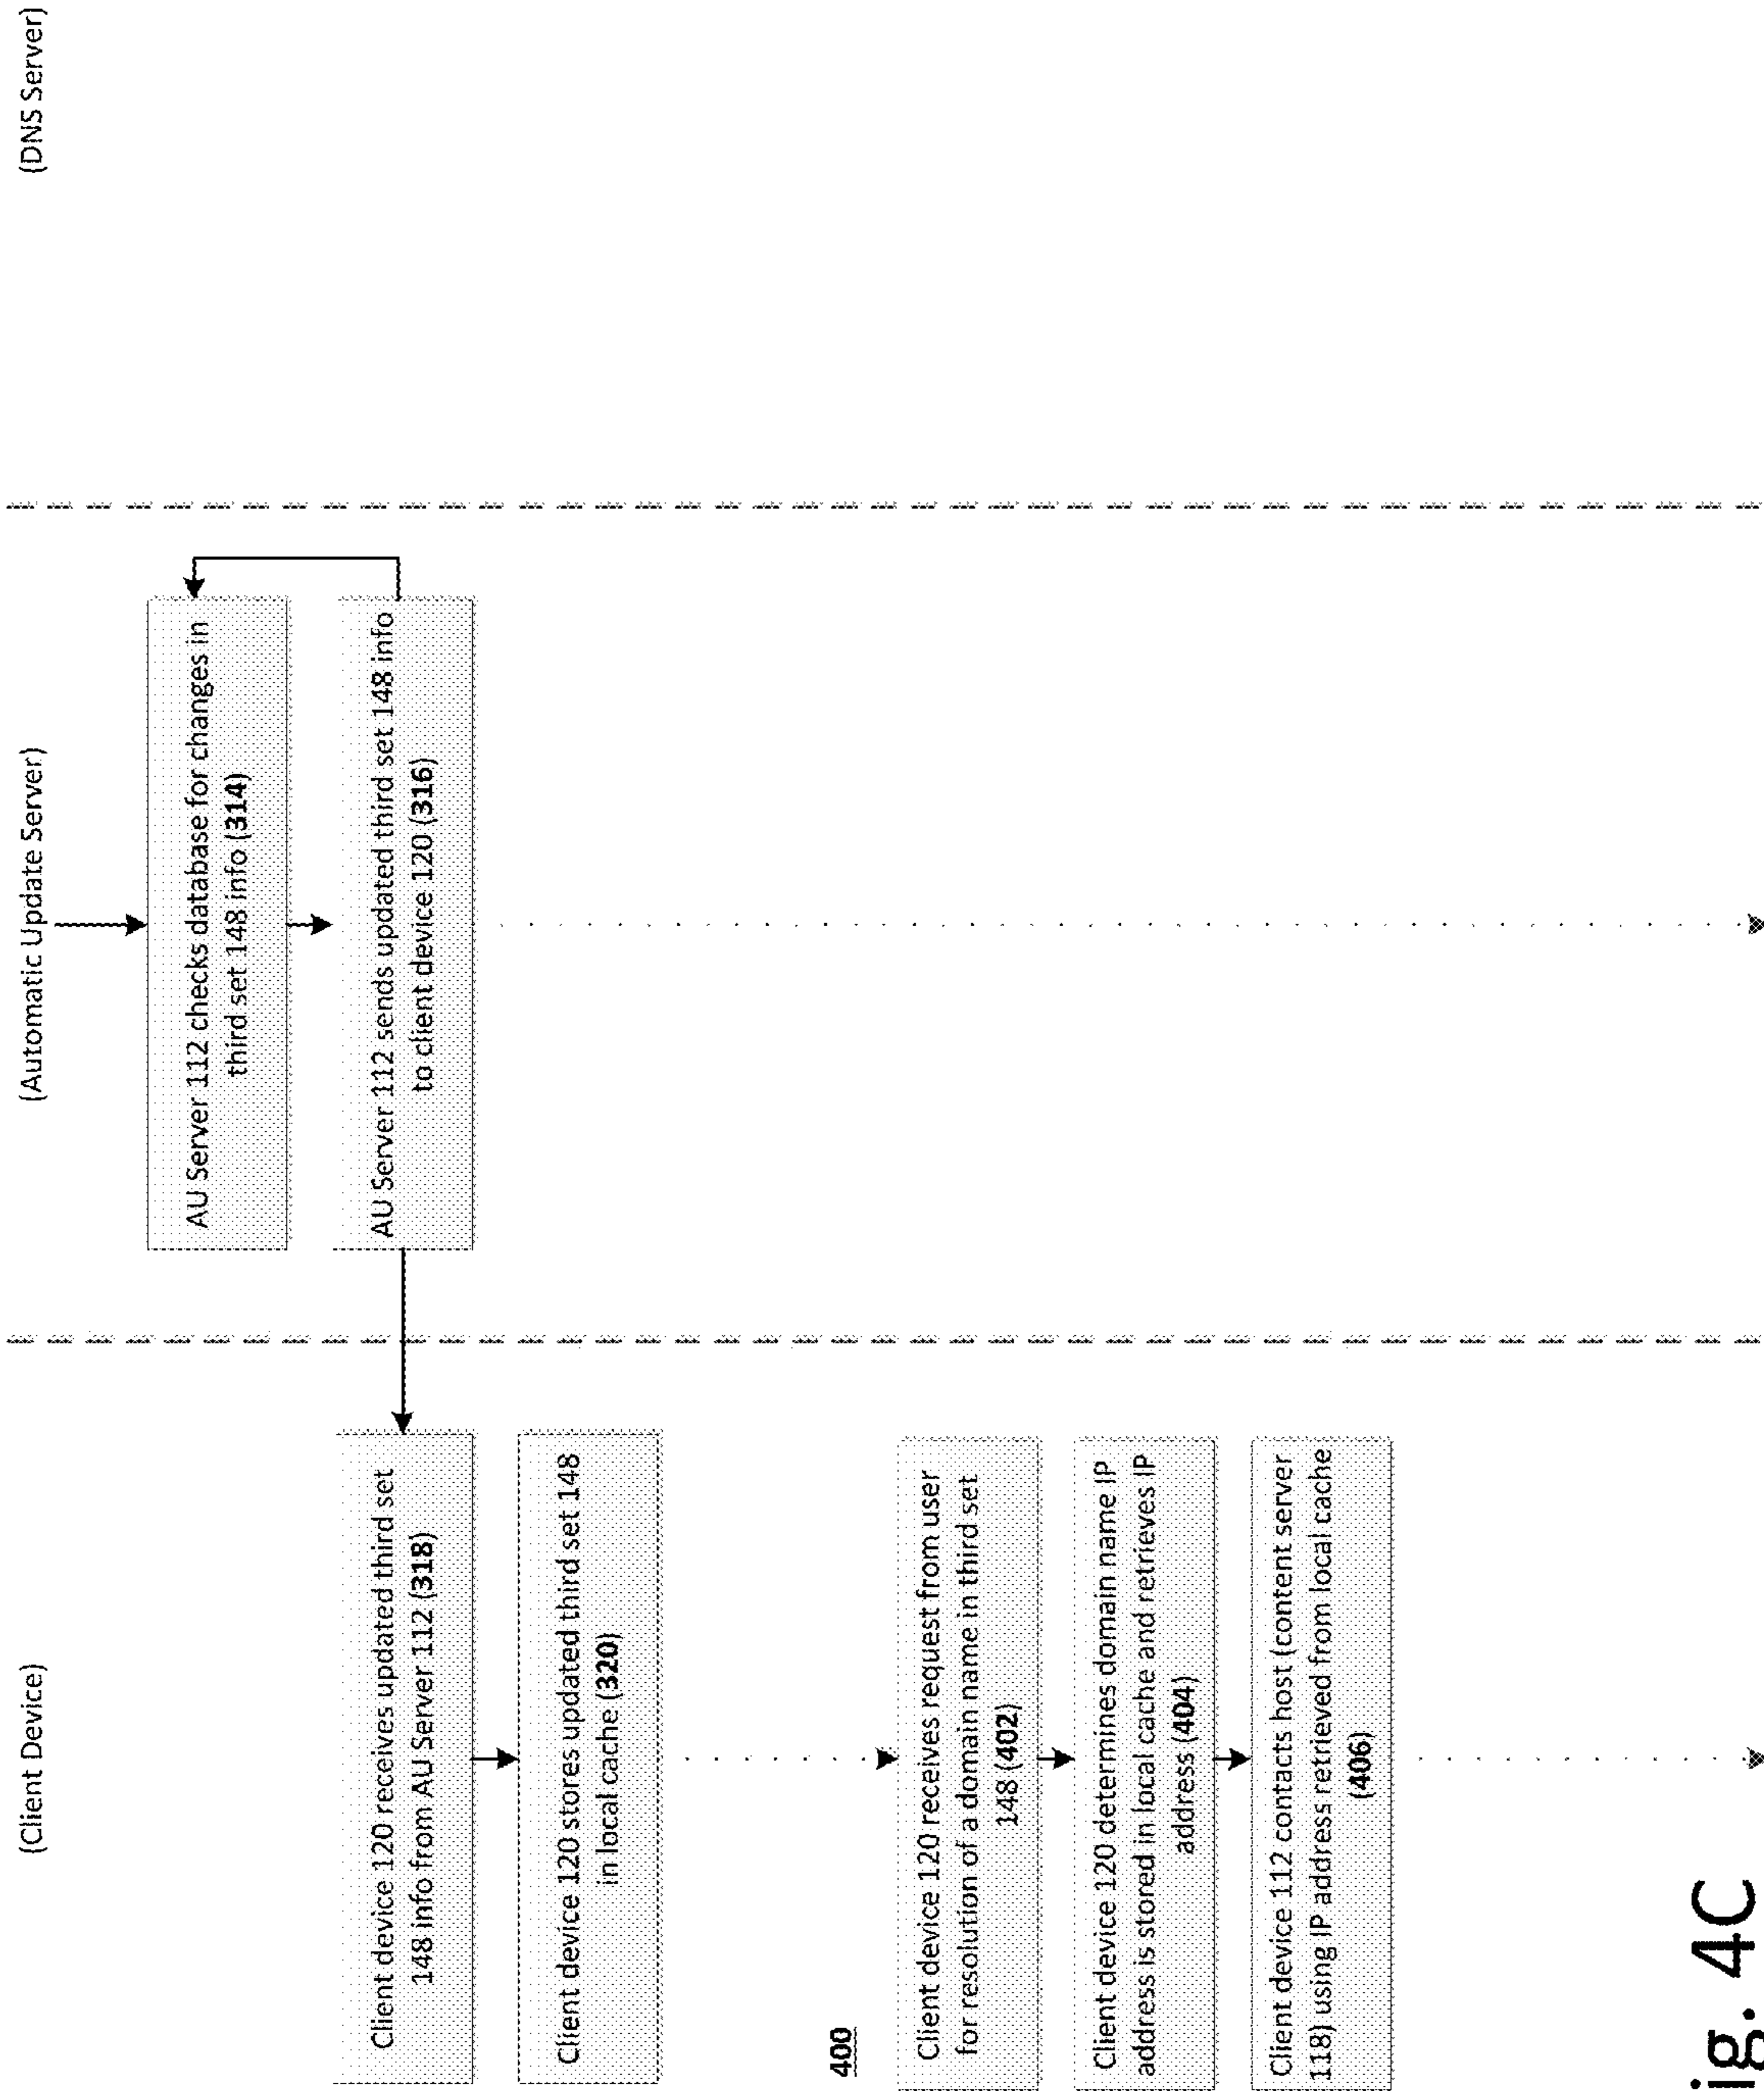 (Client Device)
(Automatic Update Server)
(DNS Server)
AU Server 112 checks database for changes in
third set 148 info (314)
AU Server 112 sends updated third set 148 info
to client device 120 (316)
Client device 120 receives updated third set
148 info from AU Server 112 (318)
Client device 120 stores updated third set 148
in local cache (320)
400
Client device 120 receives request from user
for resolution of a domain name in third set
148 (402)
Client device 120 determines domain name IP
address is stored in local cache and retrieves IP
address (404)
Client device 112 contacts host (content server
118) using IP address retrieved from local cache
(406)
ig. 4C